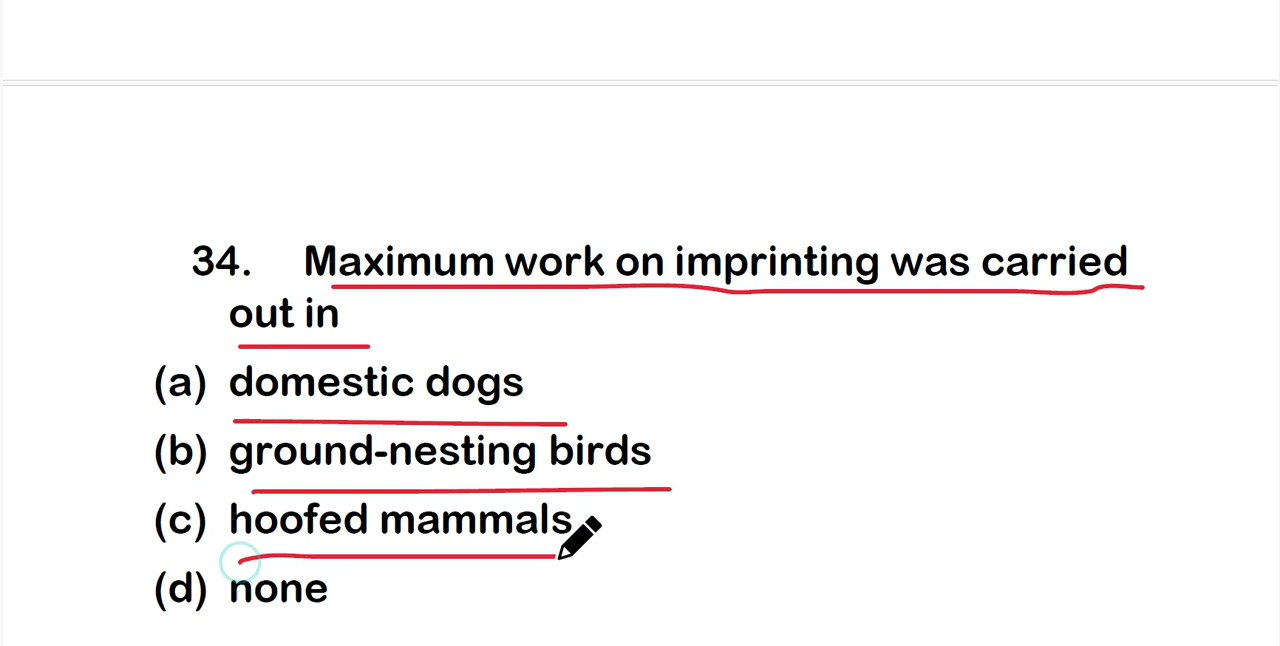 34. Maximum work on imprinting was carried
out in
(a) domestic dogs
(b) ground-nesting birds
(c) hoofed mammals
(d) none